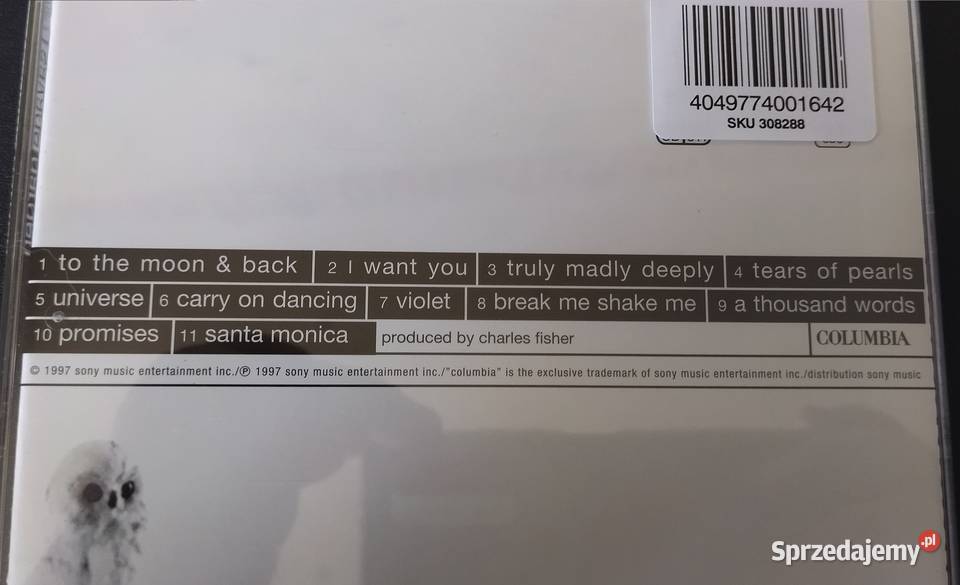 4049774001642
SKU 308288
1 to the moon & back 2 I want you 3 truly madly deeply 4 tears of pearls
5 universe 6 carry on dancing 7 violet 8 break me shake me 9 a thousand words
10 promises 11 santa monica produced by charles fisher COLUMBIA
© 1997 sony music entertainment inc./℗ 1997 sony music entertainment inc./"columbia" is the exclusive trademark of sony music entertainment inc./distribution sony music
Sprzedajemy.pl